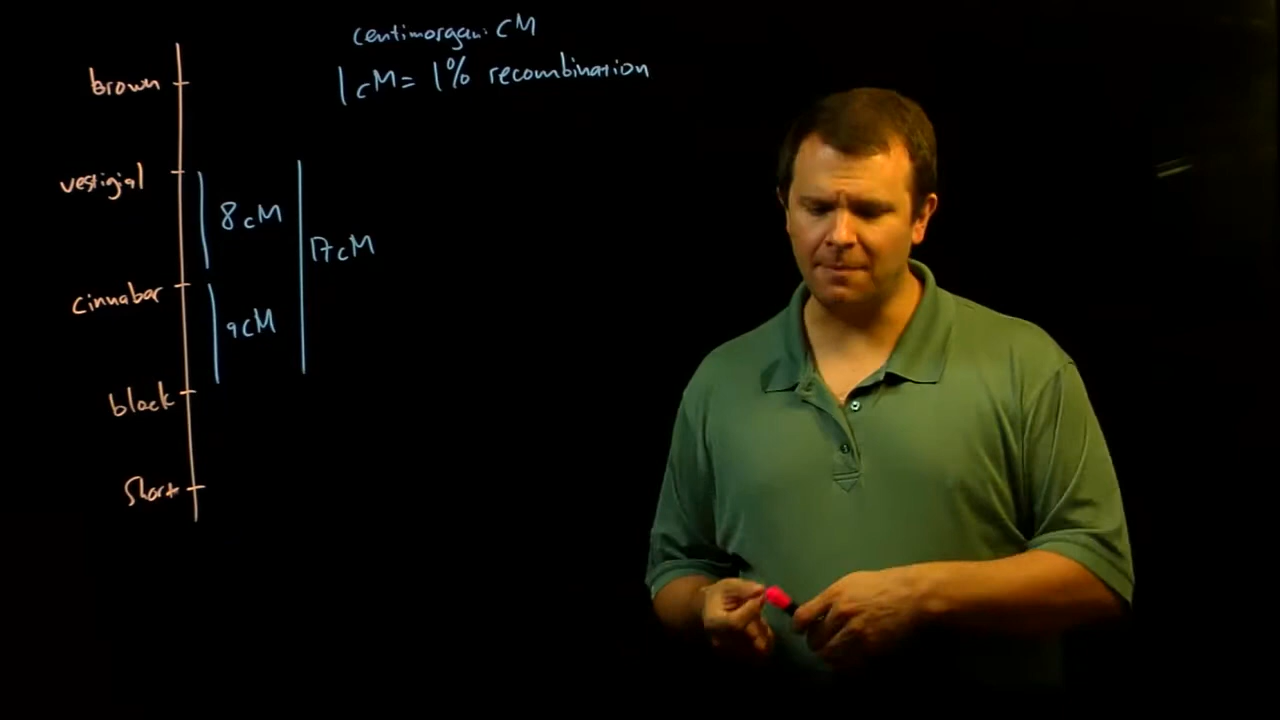 centimorgan: cM
1 cM = 1% recombination
brown
vestigial
8 cM
17 cM
cinnabar
9 cM
black
Short